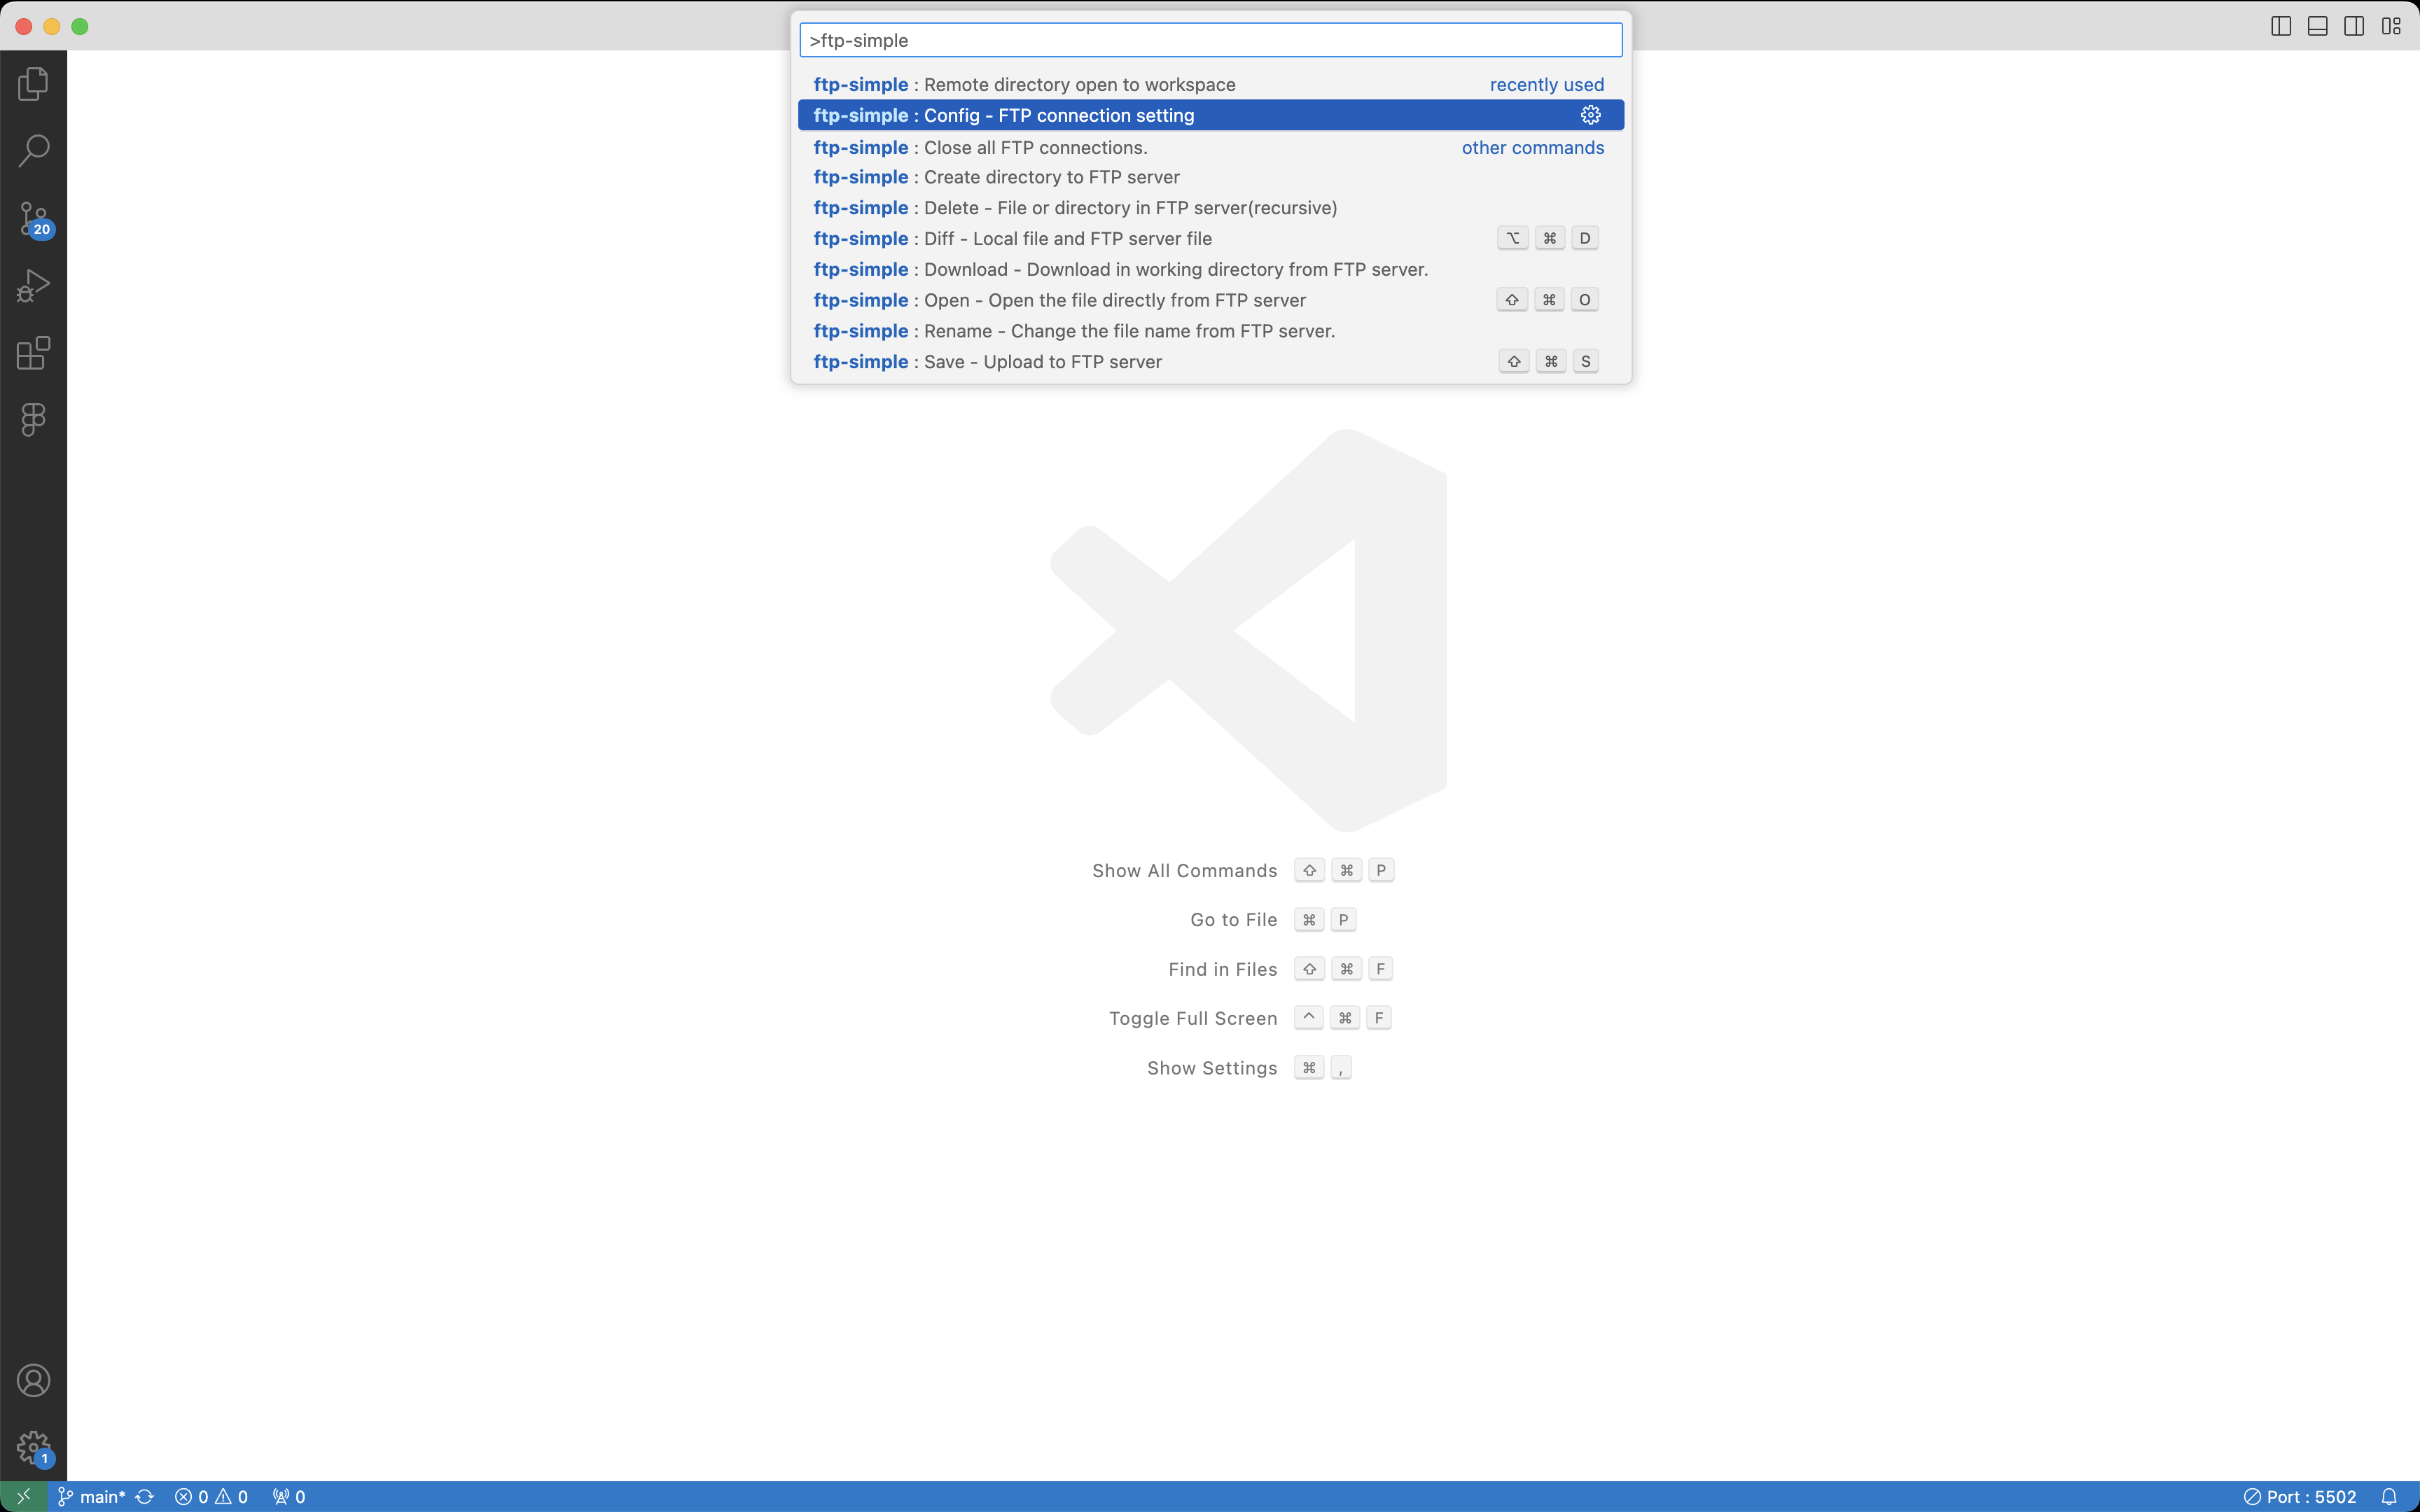 >ftp-simple
ftp-simple : Remote directory open to workspace recently used
ftp-simple : Config - FTP connection setting
ftp-simple : Close all FTP connections. other commands
ftp-simple : Create directory to FTP server
ftp-simple : Delete - File or directory in FTP server(recursive)
ftp-simple : Diff - Local file and FTP server file ⌥ ⌘ D
ftp-simple : Download - Download in working directory from FTP server.
ftp-simple : Open - Open the file directly from FTP server ⇧ ⌘ O
ftp-simple : Rename - Change the file name from FTP server.
ftp-simple : Save - Upload to FTP server ⇧ ⌘ S
20
Show All Commands ⇧ ⌘ P
Go to File ⌘ P
Find in Files ⇧ ⌘ F
Toggle Full Screen ^ ⌘ F
Show Settings ⌘ ,
1
main* 0 0 0 Port : 5502